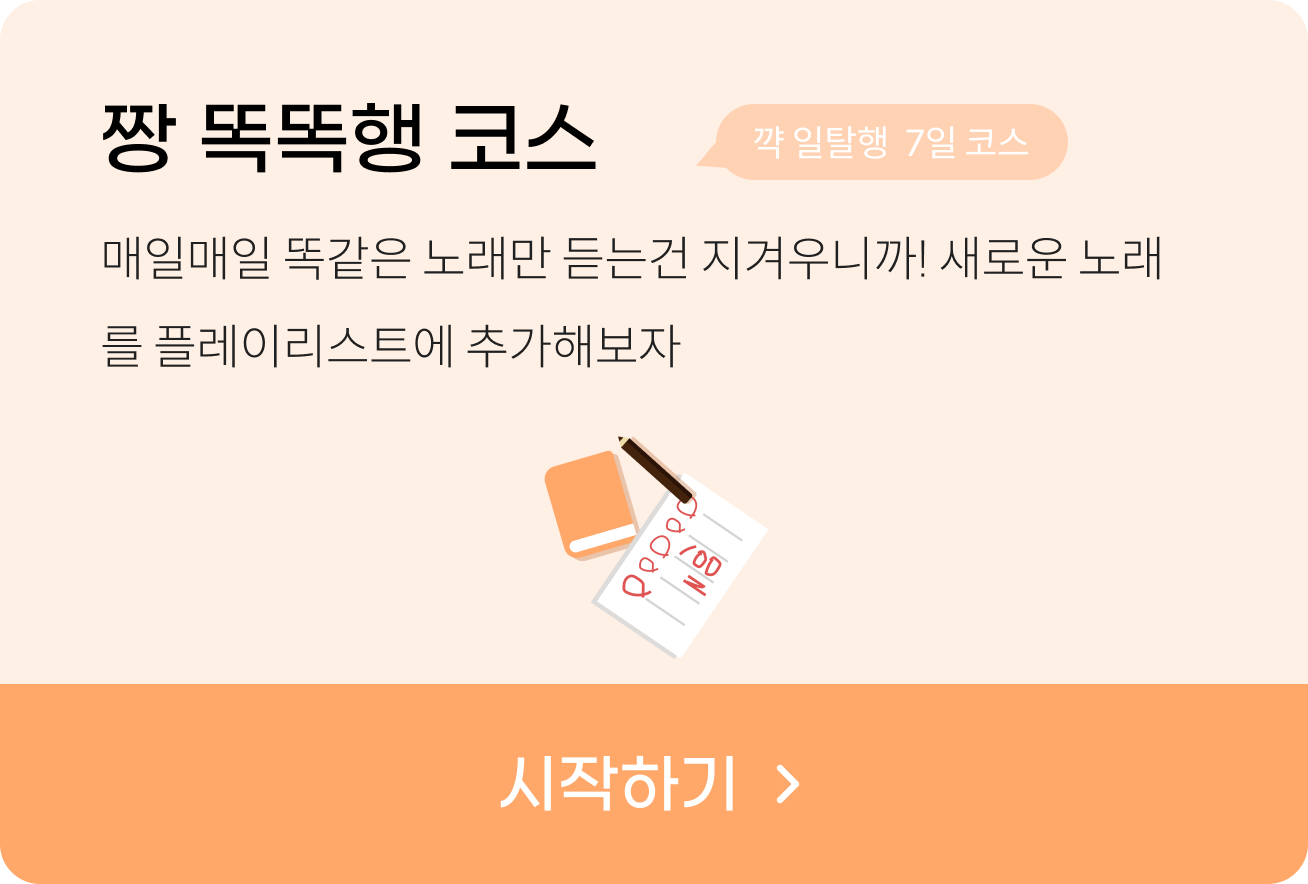 짱 똑똑행 코스
꺅 일탈행 7일 코스
매일매일 똑같은 노래만 듣는건 지겨우니까! 새로운 노래
를 플레이리스트에 추가해보자
100
시작하기